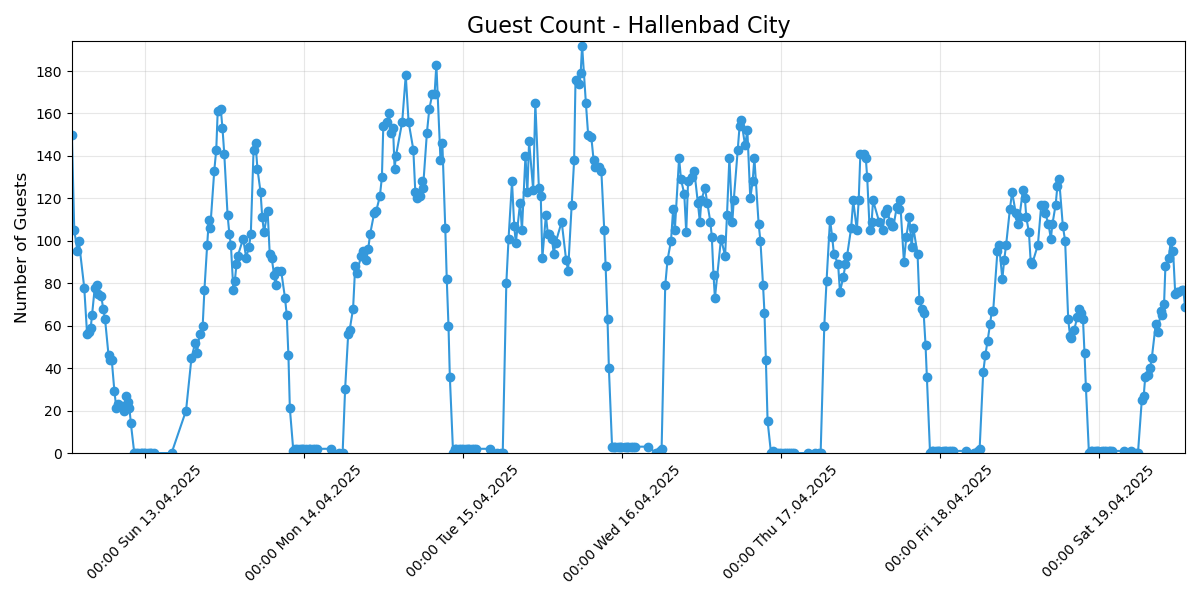 Guest Count - Hallenbad City
Number of Guests
180
160
140
120
100
80
60
40
20
0
00:00 Sun 13.04.2025
00:00 Mon 14.04.2025
00:00 Tue 15.04.2025
00:00 Wed 16.04.2025
00:00 Thu 17.04.2025
00:00 Fri 18.04.2025
00:00 Sat 19.04.2025